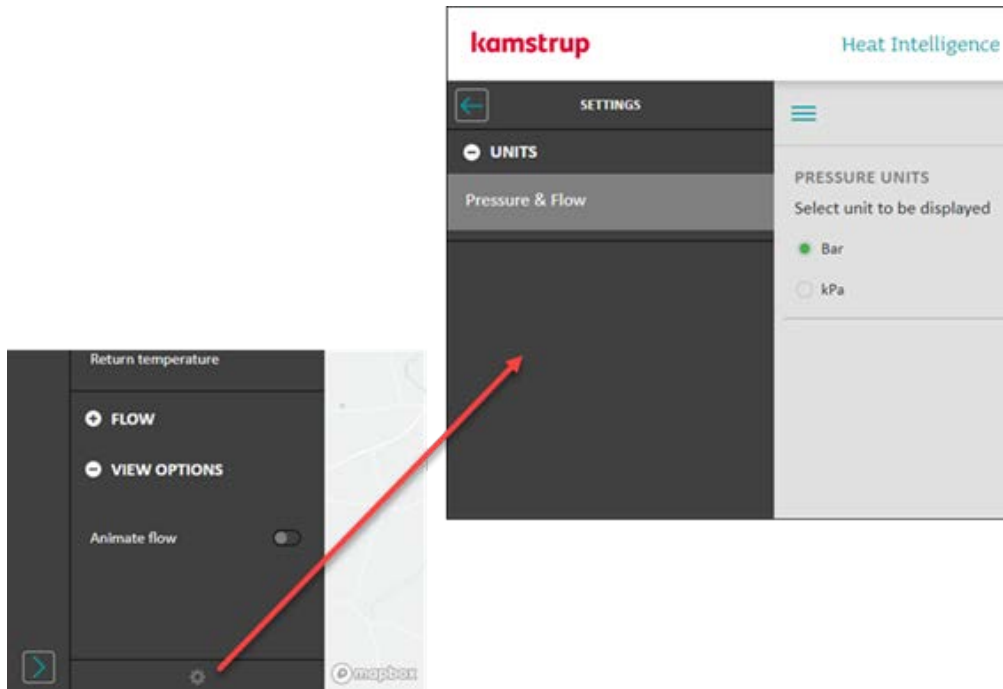 kamstrup
Heat Intelligence
SETTINGS
UNITS
Pressure & Flow
PRESSURE UNITS
Select unit to be displayed
Bar
kPa
Return temperature
FLOW
VIEW OPTIONS
Animate flow
mapbox